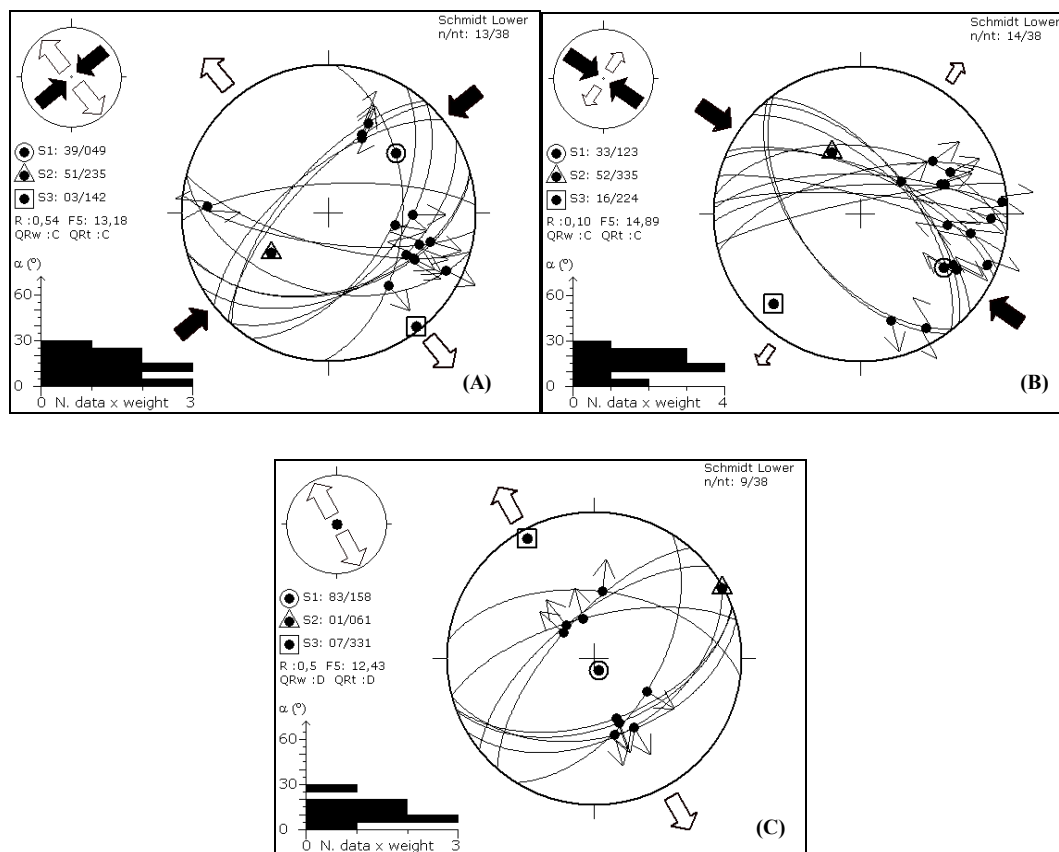 Schmidt Lower
n/nt: 13/38
S1: 39/049
S2: 51/235
S3: 03/142
R :0,54 F5: 13,18
QRw :C QRt :C
α (º)
60
30
0
0 N. data x weight 3
(A)
Schmidt Lower
n/nt: 14/38
S1: 33/123
S2: 52/335
S3: 16/224
R :0,10 F5: 14,89
QRw :C QRt :C
α (º)
60
30
0
0 N. data x weight 4
(B)
Schmidt Lower
n/nt: 9/38
S1: 83/158
S2: 01/061
S3: 07/331
R :0,5 F5: 12,43
QRw :D QRt :D
α (º)
60
30
0
0 N. data x weight 3
(C)